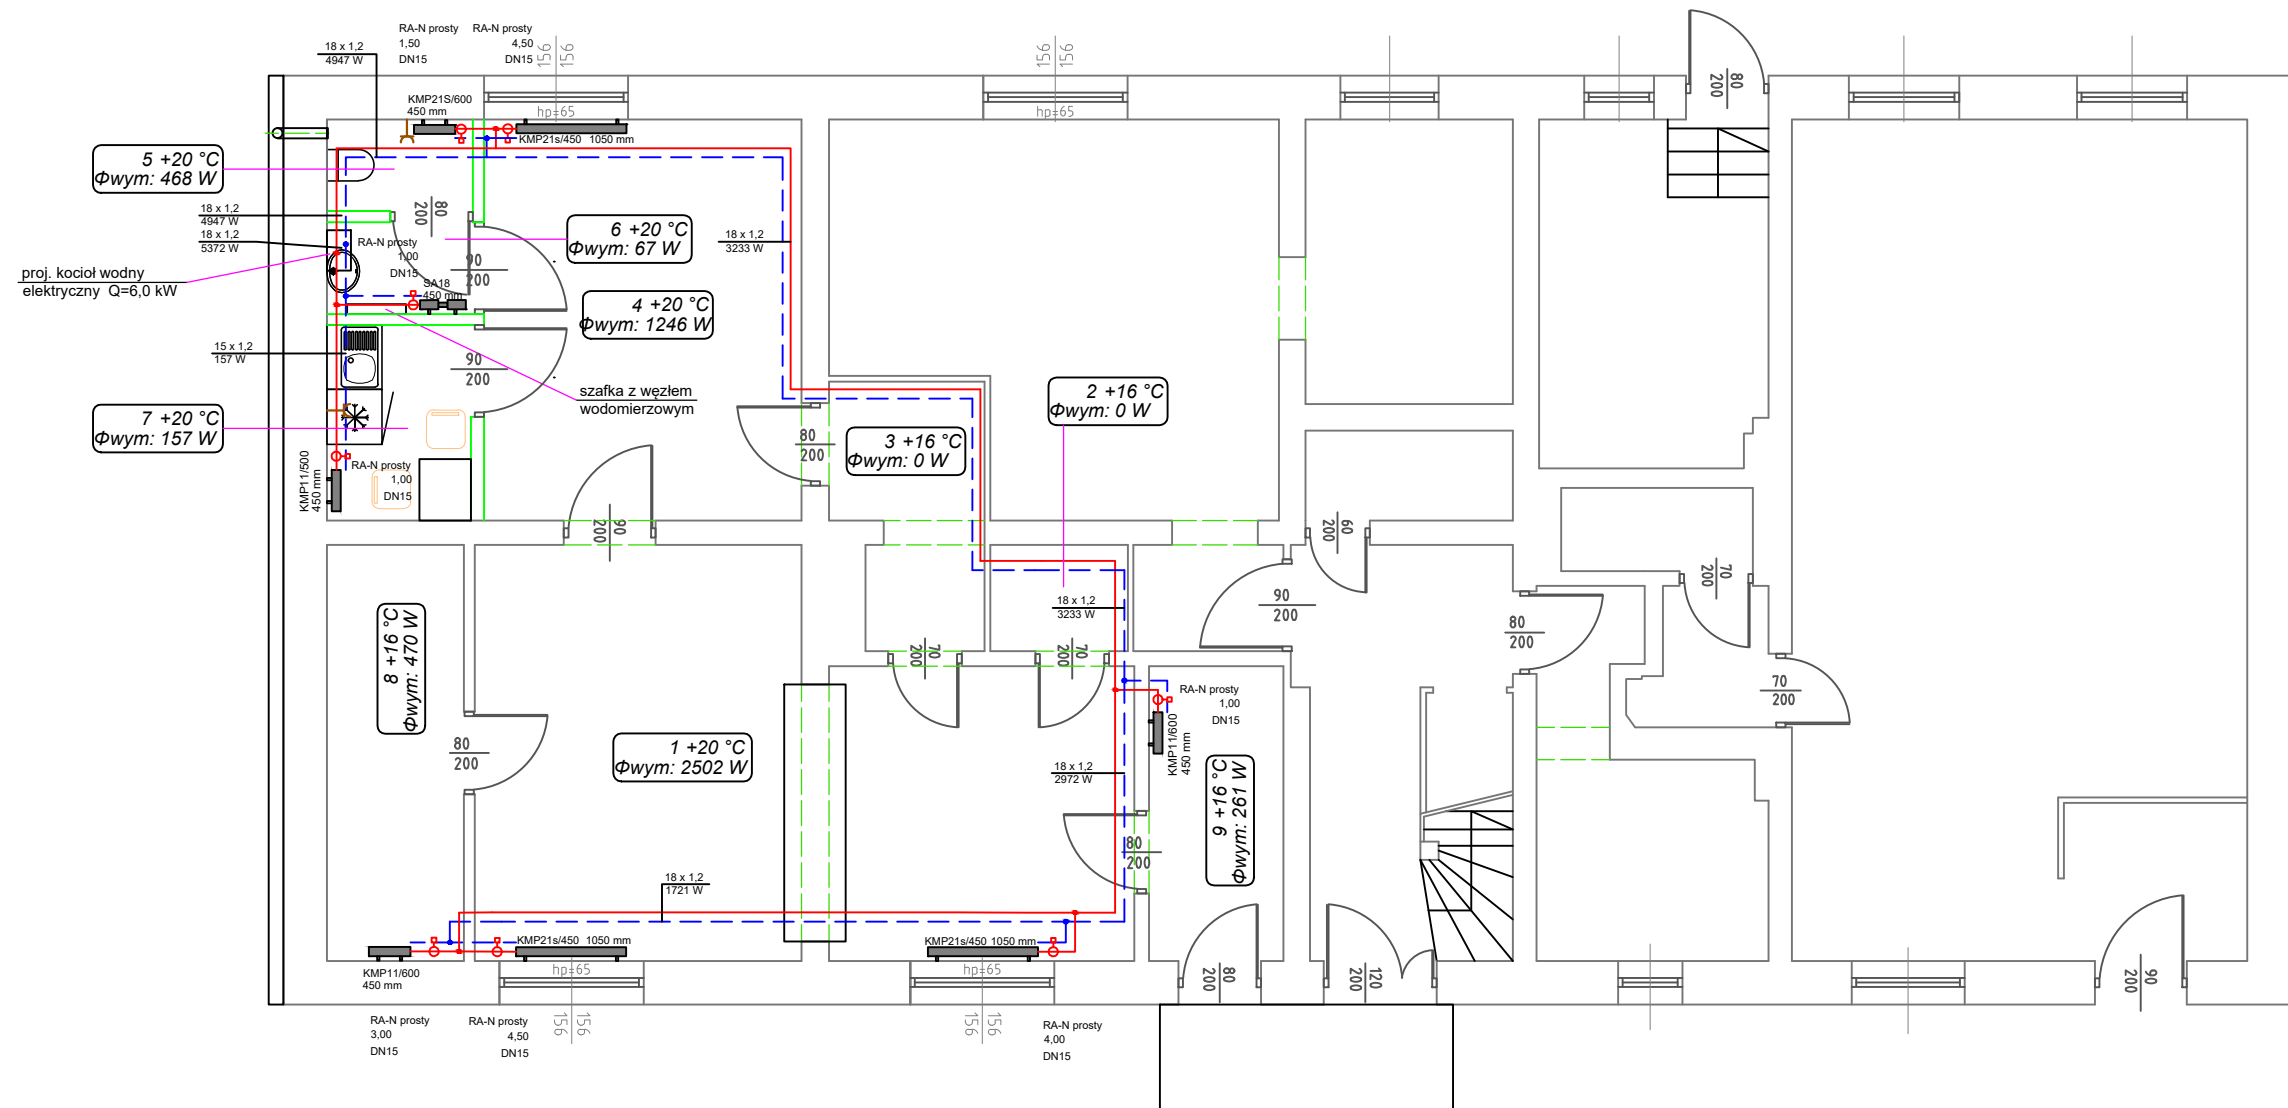 RA-N prosty
1,50
DN15
RA-N prosty
4,50
DN15
18 x 1,2
4947 W
156
156
156
156
80
200
KMP21S/600
450 mm
hp=65
hp=65
KMP21s/450 1050 mm
5 +20 °C
Φwym: 468 W
18 x 1,2
4947 W
18 x 1,2
5372 W
80
200
RA-N prosty
1,00
DN15
6 +20 °C
Φwym: 67 W
18 x 1,2
3233 W
proj. kocioł wodny
elektryczny Q=6,0 kW
90
200
SA18
450 mm
4 +20 °C
Φwym: 1246 W
15 x 1,2
157 W
90
200
szafka z węzłem
wodomierzowym
2 +16 °C
Φwym: 0 W
7 +20 °C
Φwym: 157 W
80
200
3 +16 °C
Φwym: 0 W
KMP11/500
450 mm
RA-N prosty
1,00
DN15
90
200
60
200
70
200
18 x 1,2
3233 W
90
200
80
200
8 +16 °C
Φwym: 470 W
70
200
70
200
RA-N prosty
1,00
DN15
70
200
80
200
1 +20 °C
Φwym: 2502 W
KMP11/600
450 mm
18 x 1,2
2972 W
9 +16 °C
Φwym: 261 W
80
200
18 x 1,2
1721 W
KMP21s/450 1050 mm
KMP21s/450 1050 mm
hp=65
hp=65
KMP11/600
450 mm
80
200
120
200
90
200
RA-N prosty
3,00
DN15
RA-N prosty
4,50
DN15
156
156
156
156
RA-N prosty
4,00
DN15